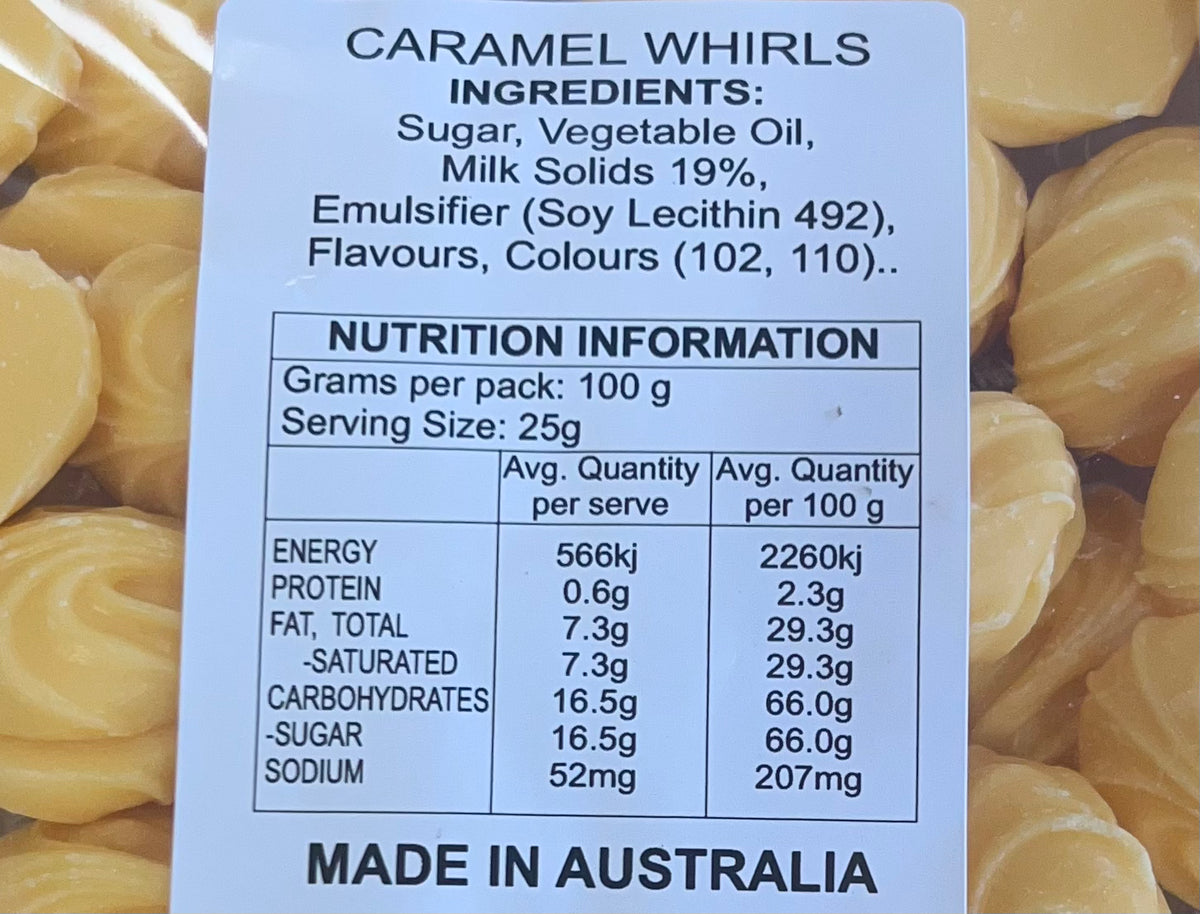 CARAMEL WHIRLS
INGREDIENTS:
Sugar, Vegetable Oil,
Milk Solids 19%,
Emulsifier (Soy Lecithin 492),
Flavours, Colours (102, 110)..
NUTRITION INFORMATION
Grams per pack: 100 g
Serving Size: 25g
Avg. Quantity per serve Avg. Quantity per 100 g
ENERGY 566kj 2260kj
PROTEIN 0.6g 2.3g
FAT, TOTAL 7.3g 29.3g
-SATURATED 7.3g 29.3g
CARBOHYDRATES 16.5g 66.0g
-SUGAR 16.5g 66.0g
SODIUM 52mg 207mg
MADE IN AUSTRALIA